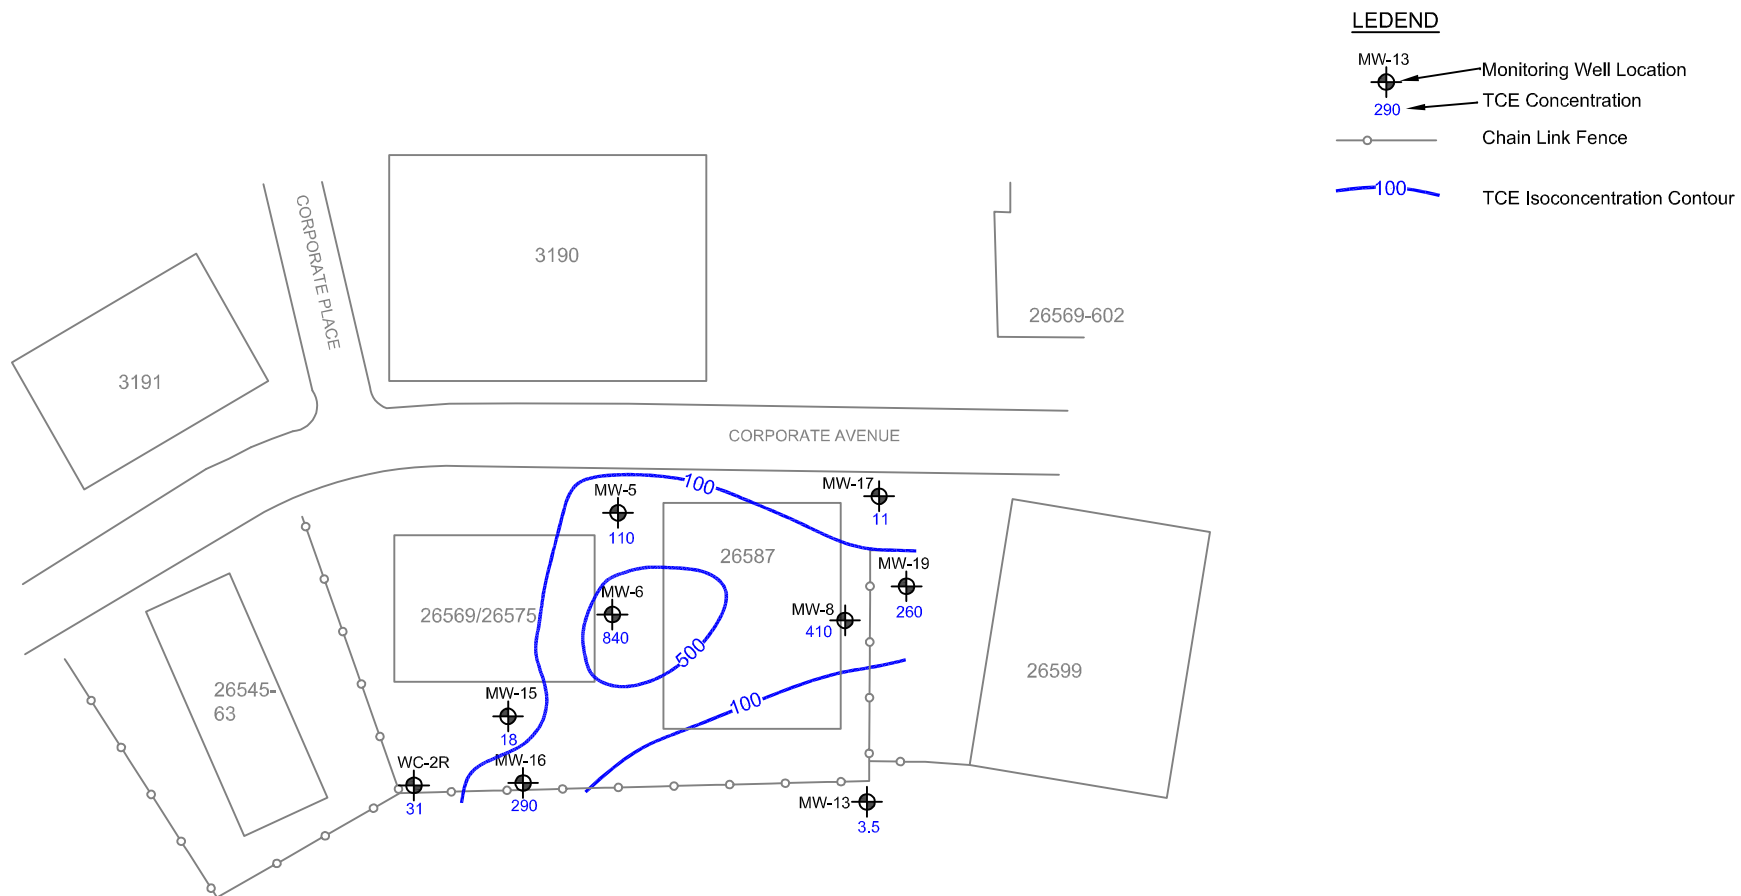 LEDEND
MW-13
Monitoring Well Location
290
TCE Concentration
Chain Link Fence
100
TCE Isoconcentration Contour
CORPORATE PLACE
3190
26569-602
3191
CORPORATE AVENUE
100
MW-5
110
MW-17
11
26587
MW-19
260
MW-6
840
26569/26575
MW-8
410
500
26599
26545-
63
MW-15
18
100
WC-2R
31
MW-16
290
MW-13
3.5